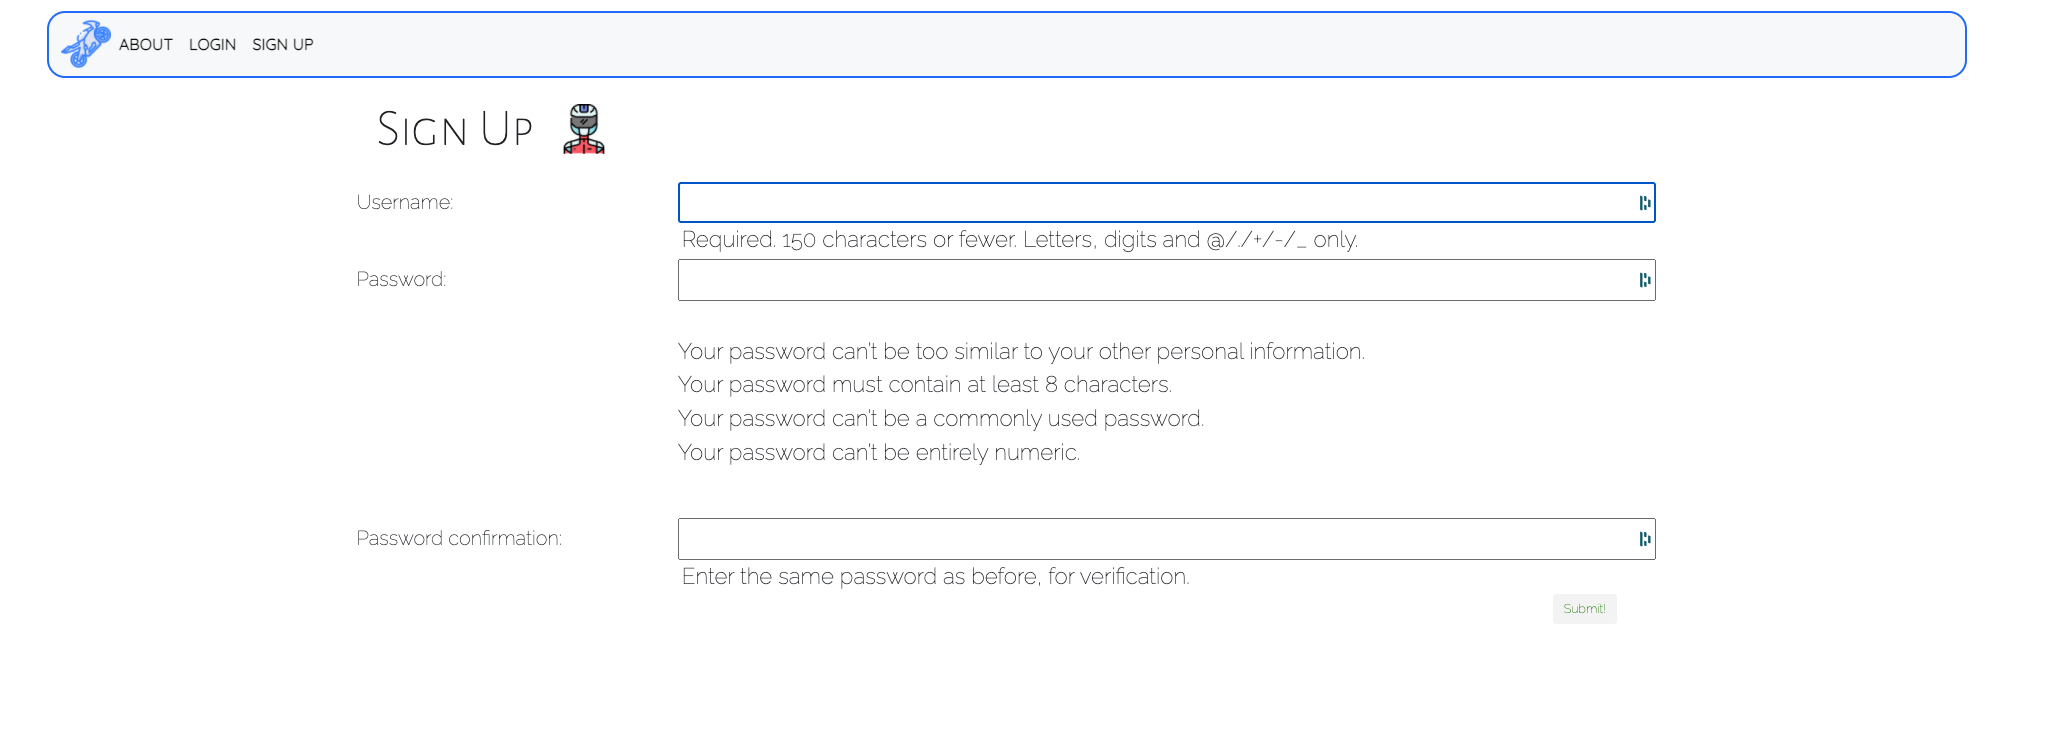 ABOUT LOGIN SIGN UP
Sign Up
Username:
Required. 150 characters or fewer. Letters, digits and @/./+/-/_ only.
Password:
Your password can't be too similar to your other personal information.
Your password must contain at least 8 characters.
Your password can't be a commonly used password.
Your password can't be entirely numeric.
Password confirmation:
Enter the same password as before, for verification.
Submit!